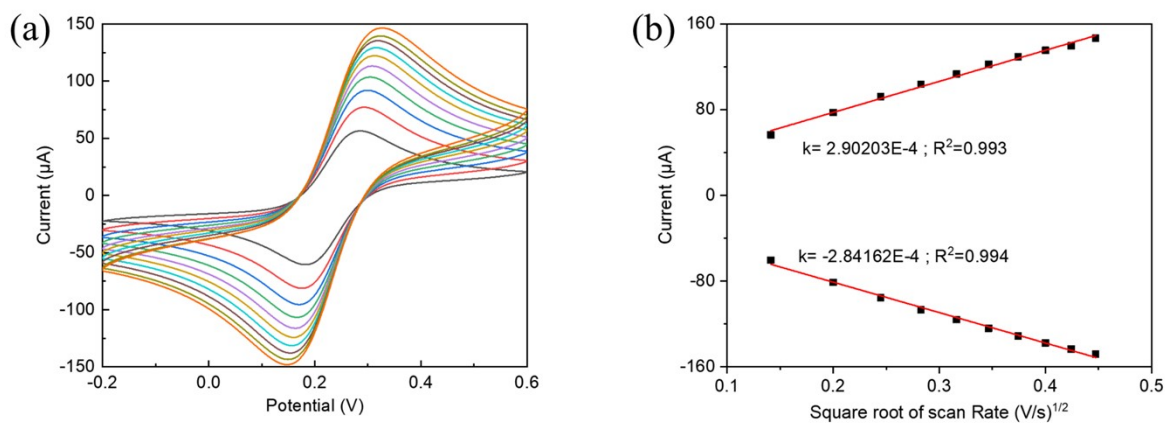 (a)
150
100
50
0
-50
-100
-150
-0.2
0.0
0.2
0.4
0.6
Current (μA)
Potential (V)
(b)
160
80
0
-80
-160
0.1
0.2
0.3
0.4
0.5
Current (μA)
Square root of scan Rate (V/s)^1/2
k= 2.90203E-4 ; R²=0.993
k= -2.84162E-4 ; R²=0.994